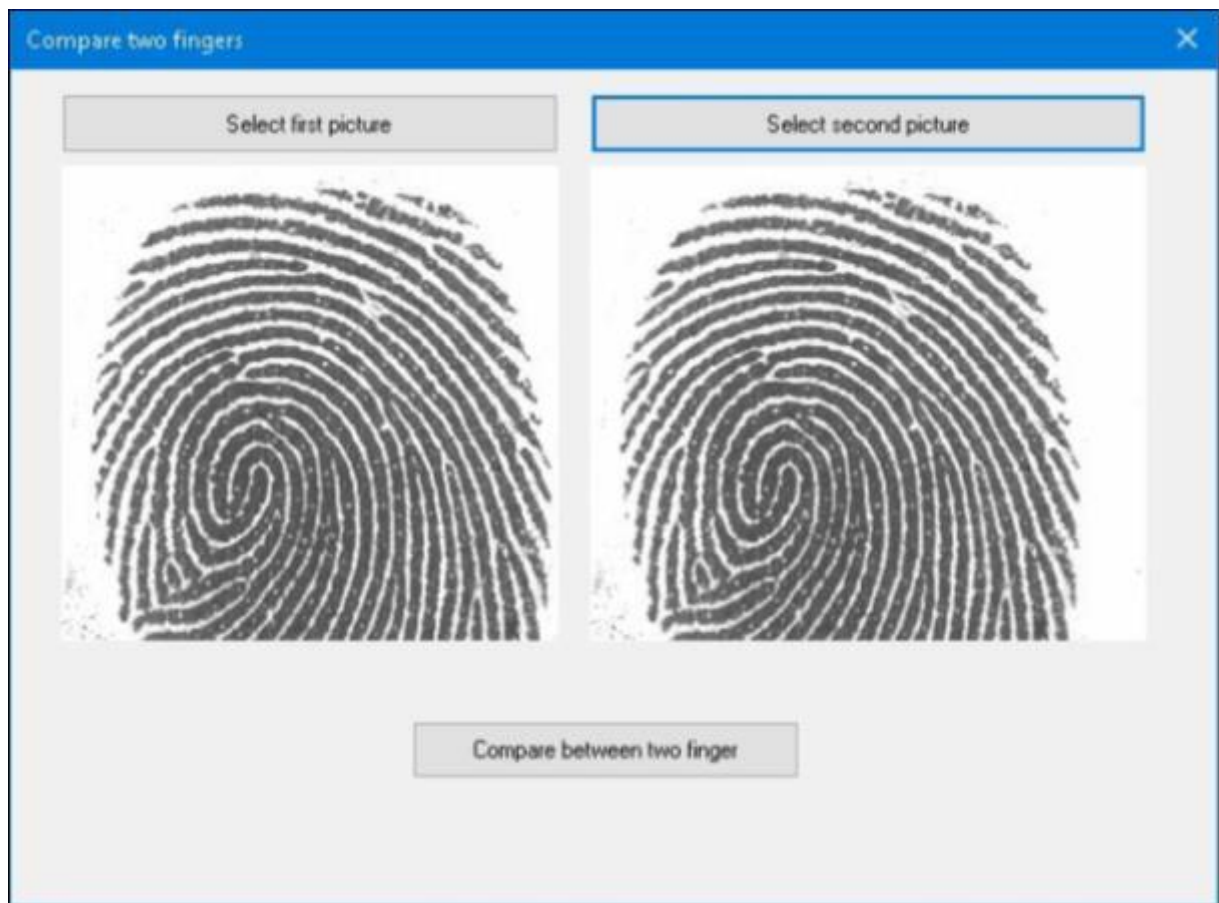 Compare two fingers
Select first picture
Select second picture
Compare between two finger